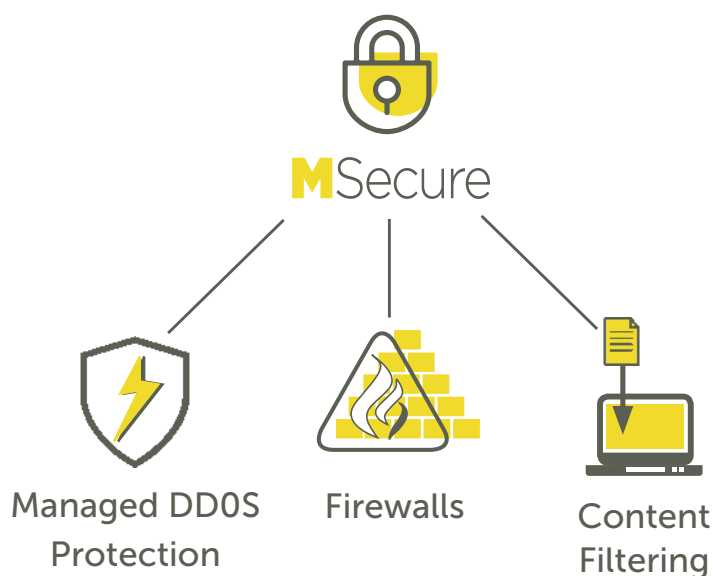 MSecure
Managed DD0S
Protection
Firewalls
Content
Filtering